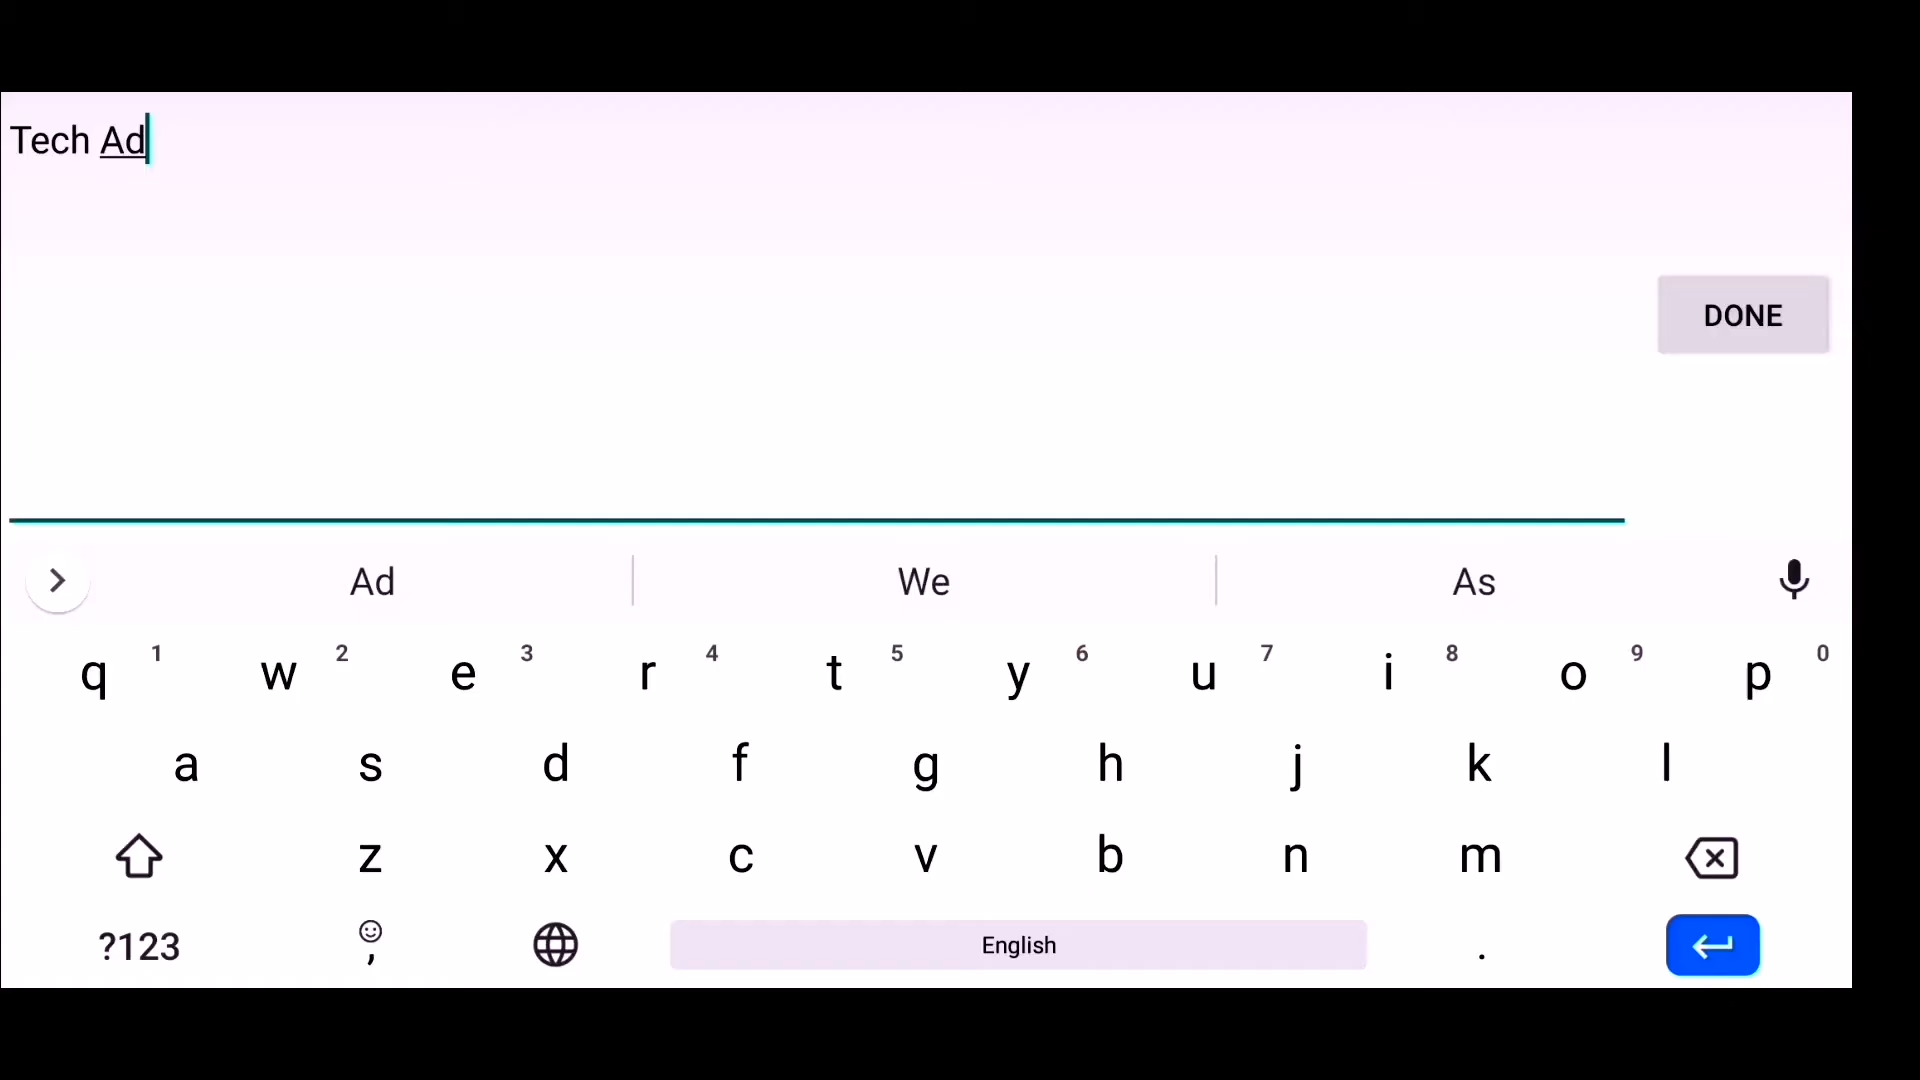 Tech Ad
DONE
Ad We As
q 1 w 2 e 3 r 4 t 5 y 6 u 7 i 8 o 9 p 0
a s d f g h j k l
z x c v b n m
?123 , English .